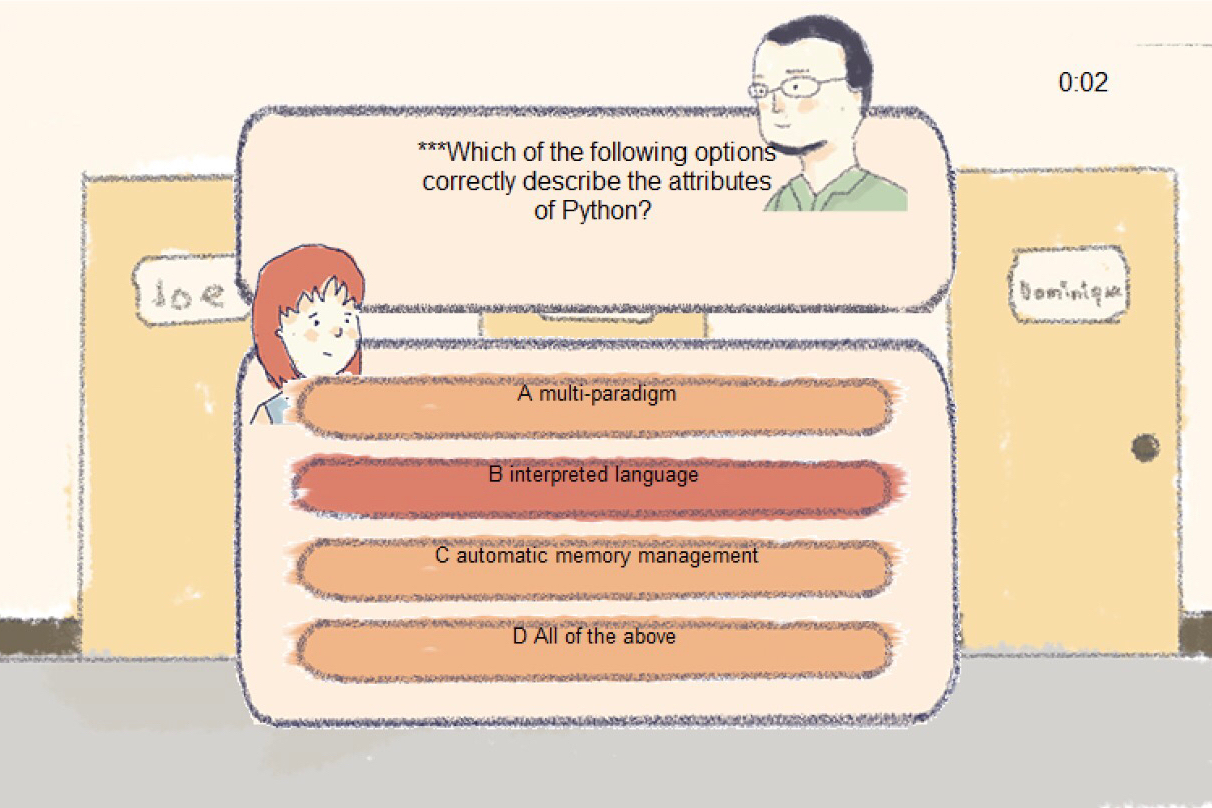 0:02
***Which of the following options
correctly describe the attributes
of Python?
Joe
Dominique
A multi-paradigm
B interpreted language
C automatic memory management
D All of the above